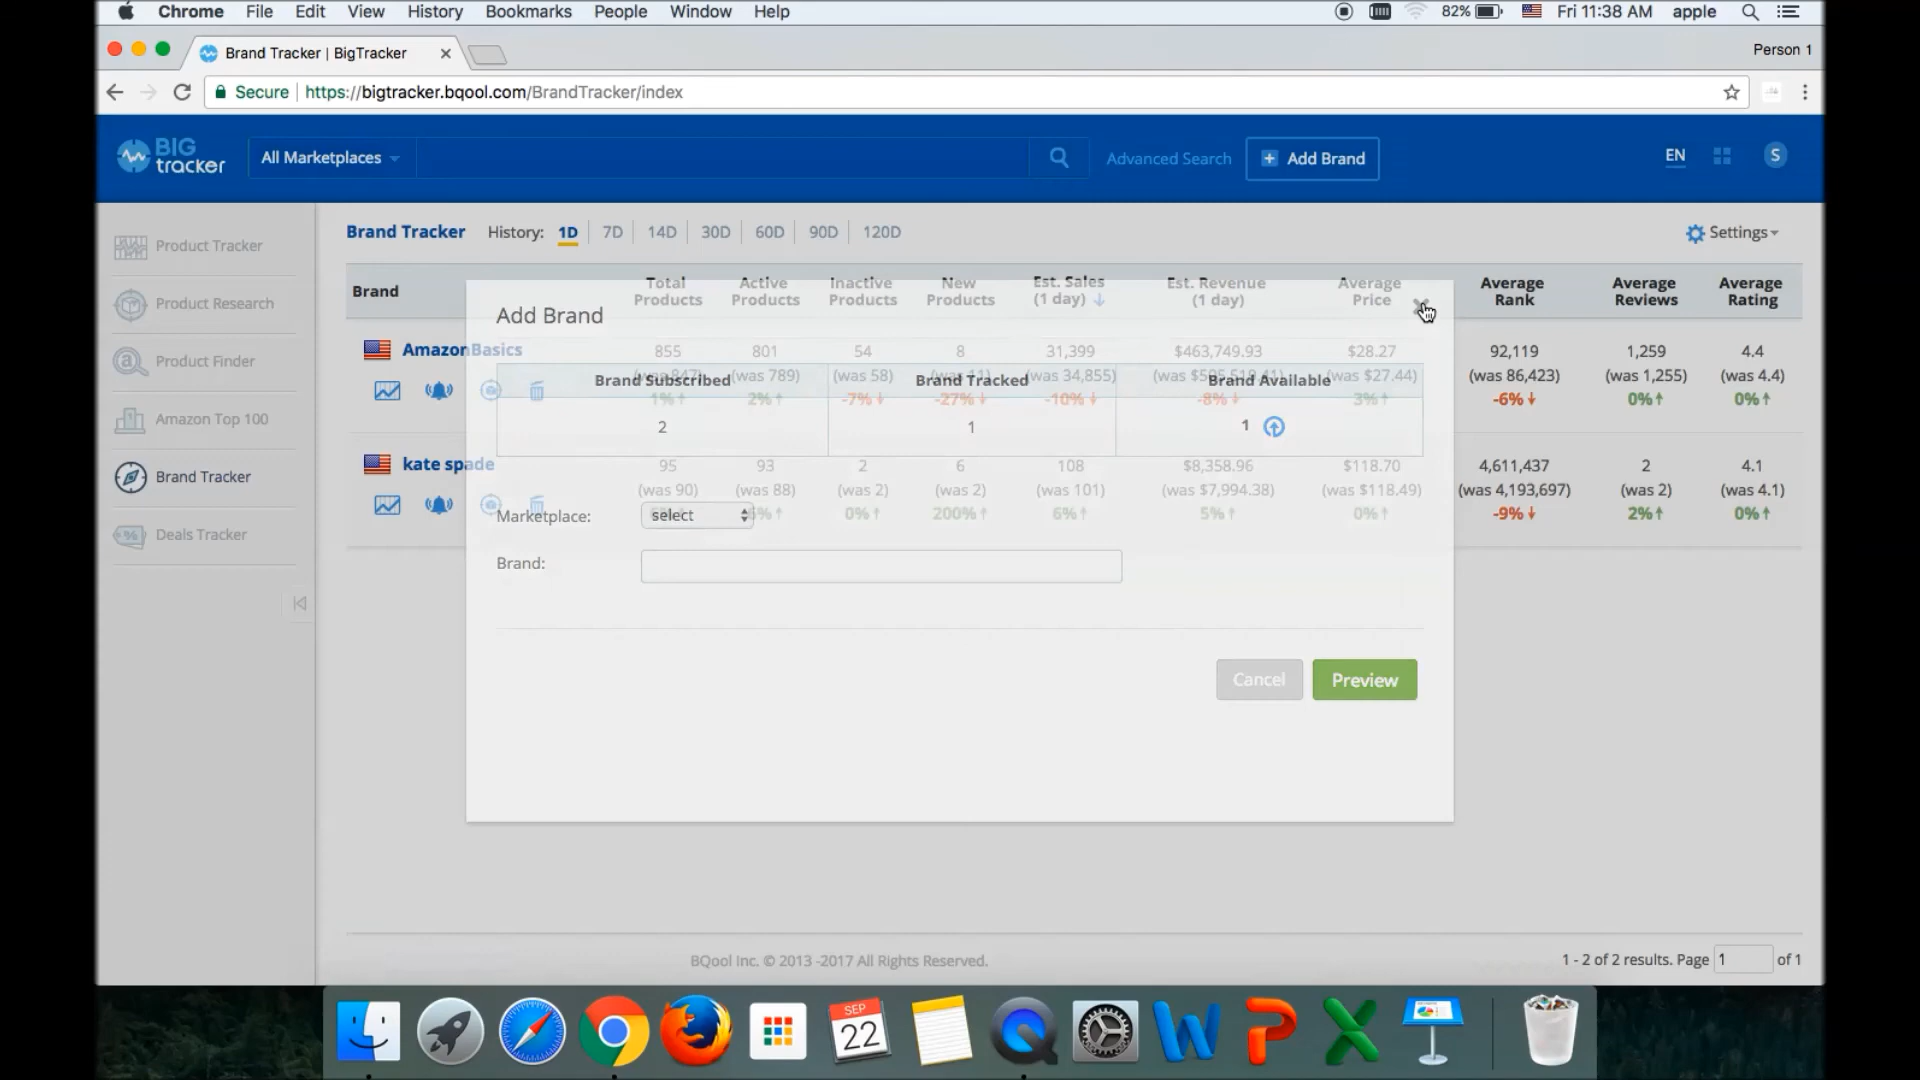 Chrome File Edit View History Bookmarks People Window Help 82% Fri 11:38 AM apple
Brand Tracker | BigTracker Person 1
Secure https://bigtracker.bqool.com/BrandTracker/index
BIG tracker All Marketplaces Advanced Search Add Brand EN S
Brand Tracker History: 1D 7D 14D 30D 60D 90D 120D Settings
Product Tracker
Product Research
Product Finder
Amazon Top 100
Brand Tracker
Deals Tracker
Brand Total Products Active Products Inactive Products New Products Est. Sales (1 day) Est. Revenue (1 day) Average Price Average Rank Average Reviews Average Rating
AmazonBasics 855 801 54 8 31,399 $463,749.93 $28.27 92,119 1,259 4.4
(was 847) (was 789) (was 58) (was 11) (was 34,855) (was $27.44) (was 86,423) (was 1,255) (was 4.4)
1% 2% -7% -27% -10% -8% 3% -6% 0% 0%
kate spade 95 93 2 6 108 $8,358.96 $118.70 4,611,437 2 4.1
(was 90) (was 88) (was 2) (was 2) (was 101) (was $7,994.38) (was $118.49) (was 4,193,697) (was 2) (was 4.1)
0% 200% 6% 5% 0% -9% 2% 0%
Add Brand
Brand Subscribed Brand Tracked Brand Available
2 1 1
Marketplace: select
Brand:
Cancel Preview
BQool Inc. © 2013 -2017 All Rights Reserved. 1 - 2 of 2 results. Page 1 of 1
SEP
22